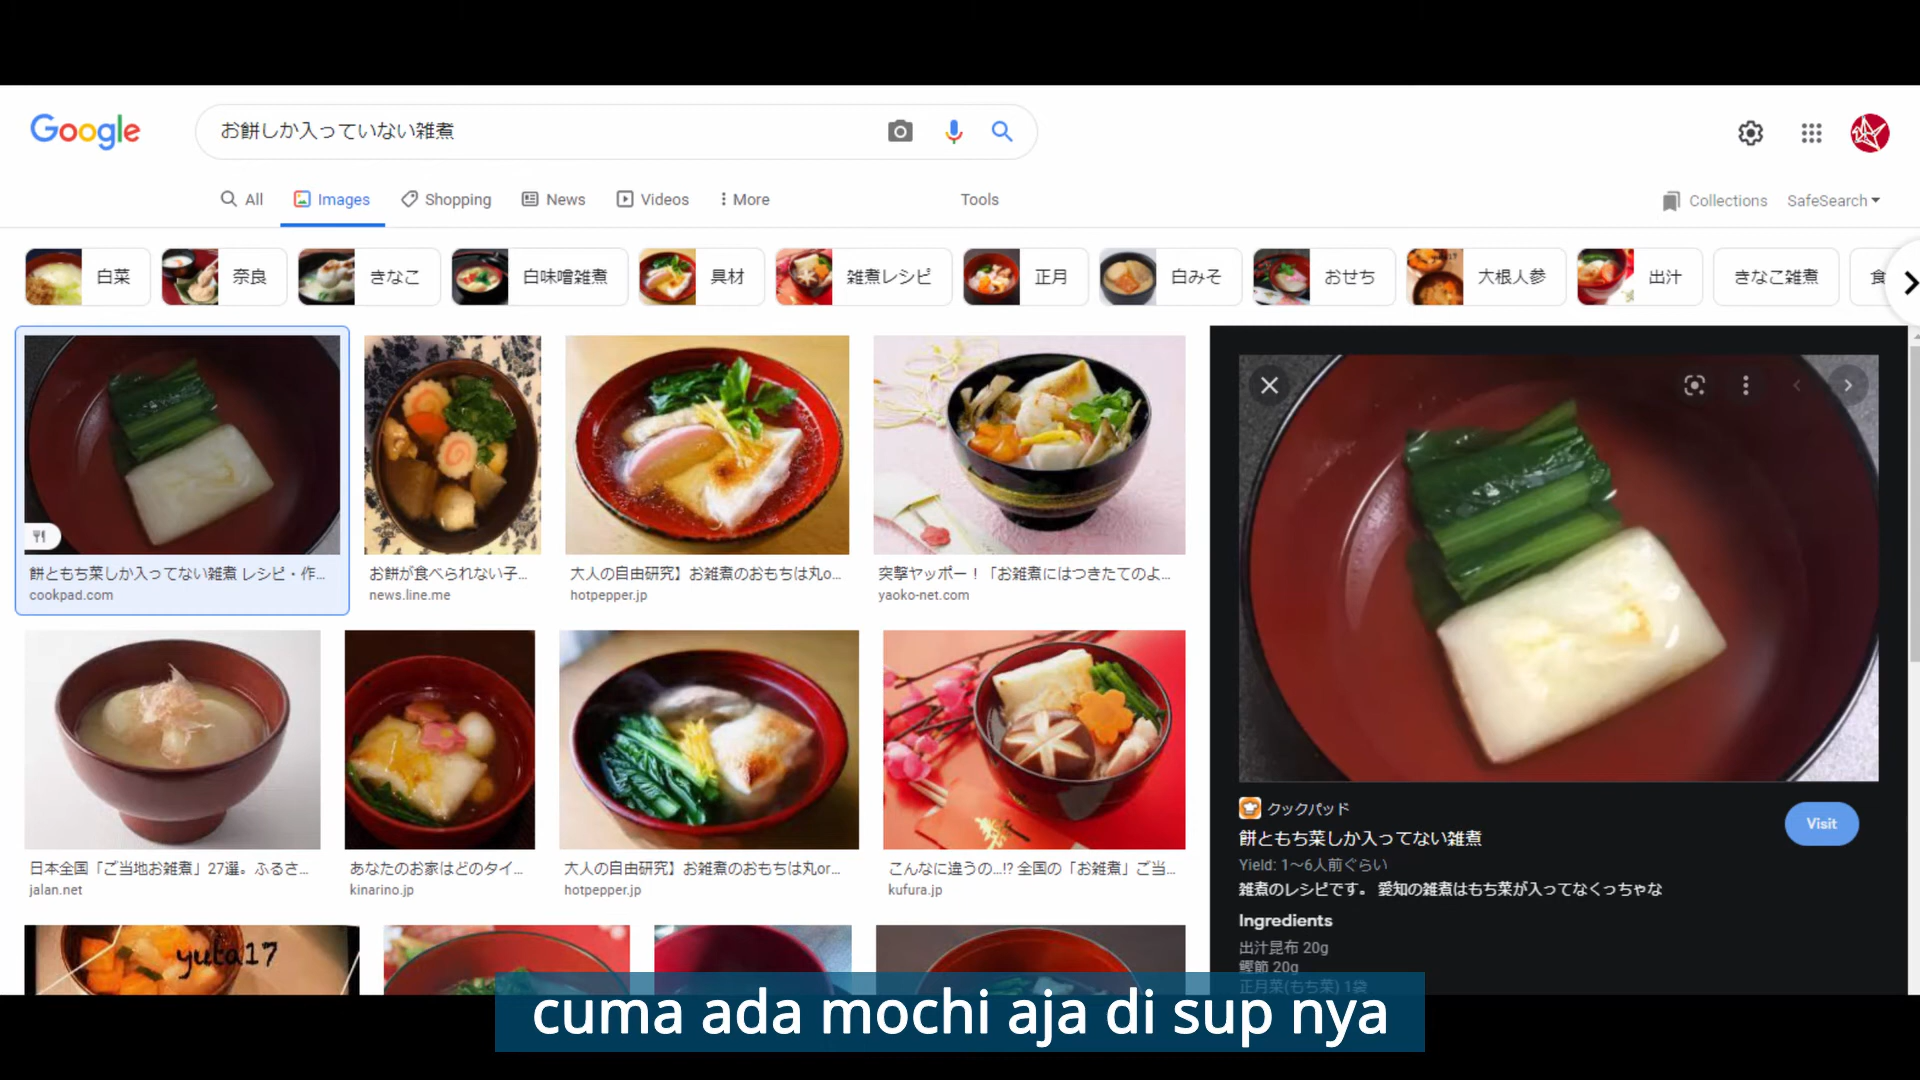 Google
お餅しか入っていない雑煮
All
Images
Shopping
News
Videos
More
Tools
Collections
SafeSearch
白菜
奈良
きなこ
白味噌雑煮
具材
雑煮レシピ
正月
白みそ
おせち
大根人参
出汁
きなこ雑煮
食
餅ともち菜しか入ってない雑煮 レシピ・作...
cookpad.com
お餅が食べられない子...
news.line.me
大人の自由研究】お雑煮のおもちは丸o...
hotpepper.jp
突撃ヤッポー！「お雑煮にはつきたてのよ...
yaoko-net.com
日本全国「ご当地お雑煮」27選。ふるさ...
jalan.net
あなたのお家はどのタイ...
kinarino.jp
大人の自由研究】お雑煮のおもちは丸or...
hotpepper.jp
こんなに違うの...!? 全国の「お雑煮」ご当...
kufura.jp
yuta17
クックパッド
餅ともち菜しか入ってない雑煮
Visit
Yield: 1〜6人前ぐらい
雑煮のレシピです。 愛知の雑煮はもち菜が入ってなくっちゃな
Ingredients
出汁昆布 20g
鰹節 20g
正月菜(もち菜) 1袋
cuma ada mochi aja di sup nya